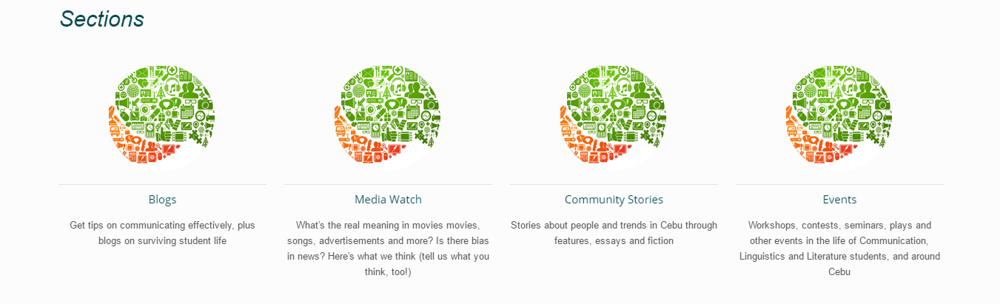 Sections
Blogs
Get tips on communicating effectively, plus
blogs on surviving student life
Media Watch
What's the real meaning in movies movies,
songs, advertisements and more? Is there bias
in news? Here's what we think (tell us what you
think, too!)
Community Stories
Stories about people and trends in Cebu through
features, essays and fiction
Events
Workshops, contests, seminars, plays and
other events in the life of Communication,
Linguistics and Literature students, and around
Cebu